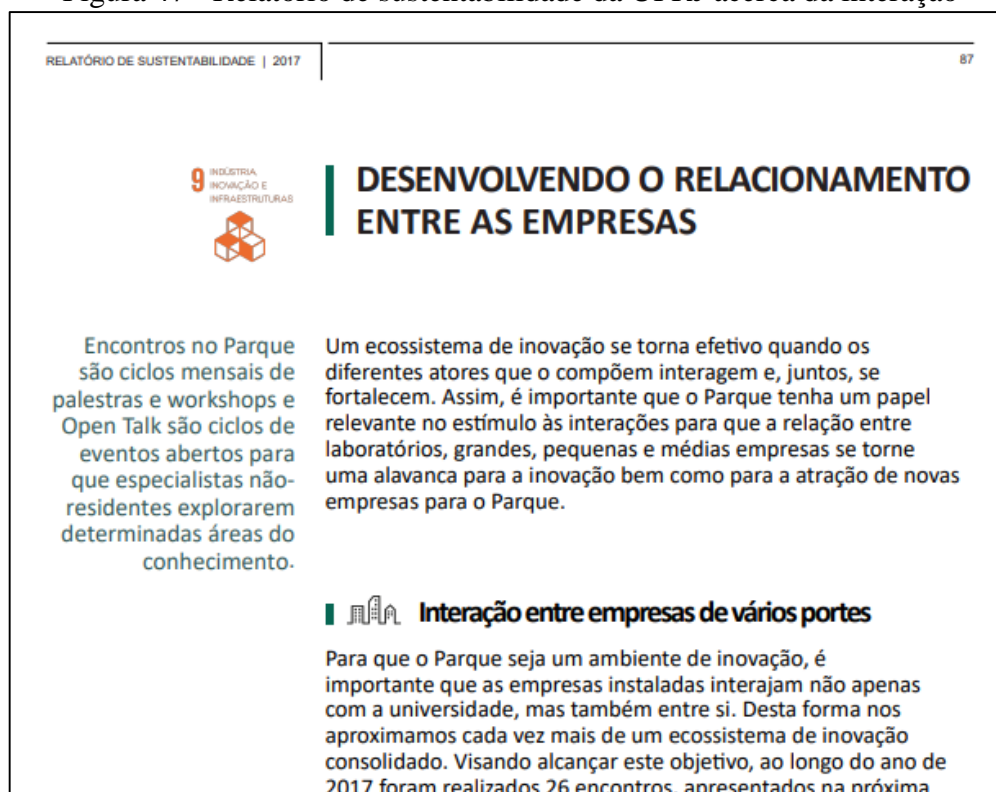 Relatório de sustentabilidade da
acerca da interação
RELATÓRIO DE SUSTENTABILIDADE | 2017
87
9 INDÚSTRIA,
INOVAÇÃO E
INFRAESTRUTURAS
DESENVOLVENDO O RELACIONAMENTO
ENTRE AS EMPRESAS
Encontros no Parque
são ciclos mensais de
palestras e workshops e
Open Talk são ciclos de
eventos abertos para
que especialistas não-
residentes explorarem
determinadas áreas do
conhecimento.
Um ecossistema de inovação se torna efetivo quando os
diferentes atores que o compõem interagem e, juntos, se
fortalecem. Assim, é importante que o Parque tenha um papel
relevante no estímulo às interações para que a relação entre
laboratórios, grandes, pequenas e médias empresas se torne
uma alavanca para a inovação bem como para a atração de novas
empresas para o Parque.
Interação entre empresas de vários portes
Para que o Parque seja um ambiente de inovação, é
importante que as empresas instaladas interajam não apenas
com a universidade, mas também entre si. Desta forma nos
aproximamos cada vez mais de um ecossistema de inovação
consolidado. Visando alcançar este objetivo, ao longo do ano de
2017 foram realizados 26 encontros, apresentados na próxima